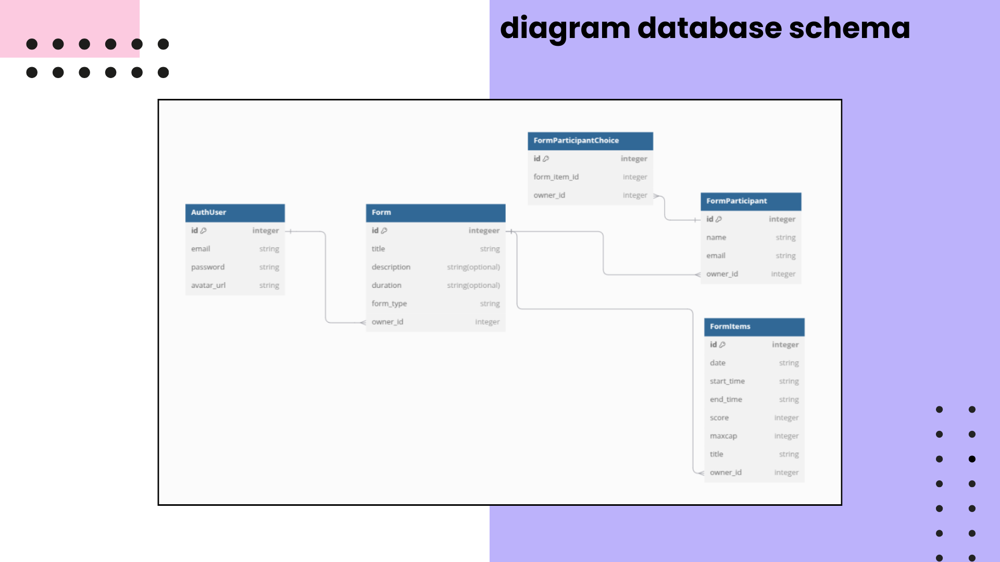 diagram database schema
FormParticipantChoice
id integer
form_item_id integer
owner_id integer
FormParticipant
id integer
name string
email string
owner_id integer
AuthUser
id integer
email string
password string
avatar_url string
Form
id integeer
title string
description string(optional)
duration string(optional)
form_type string
owner_id integer
FormItems
id integer
date string
start_time string
end_time string
score integer
maxcap integer
title string
owner_id integer